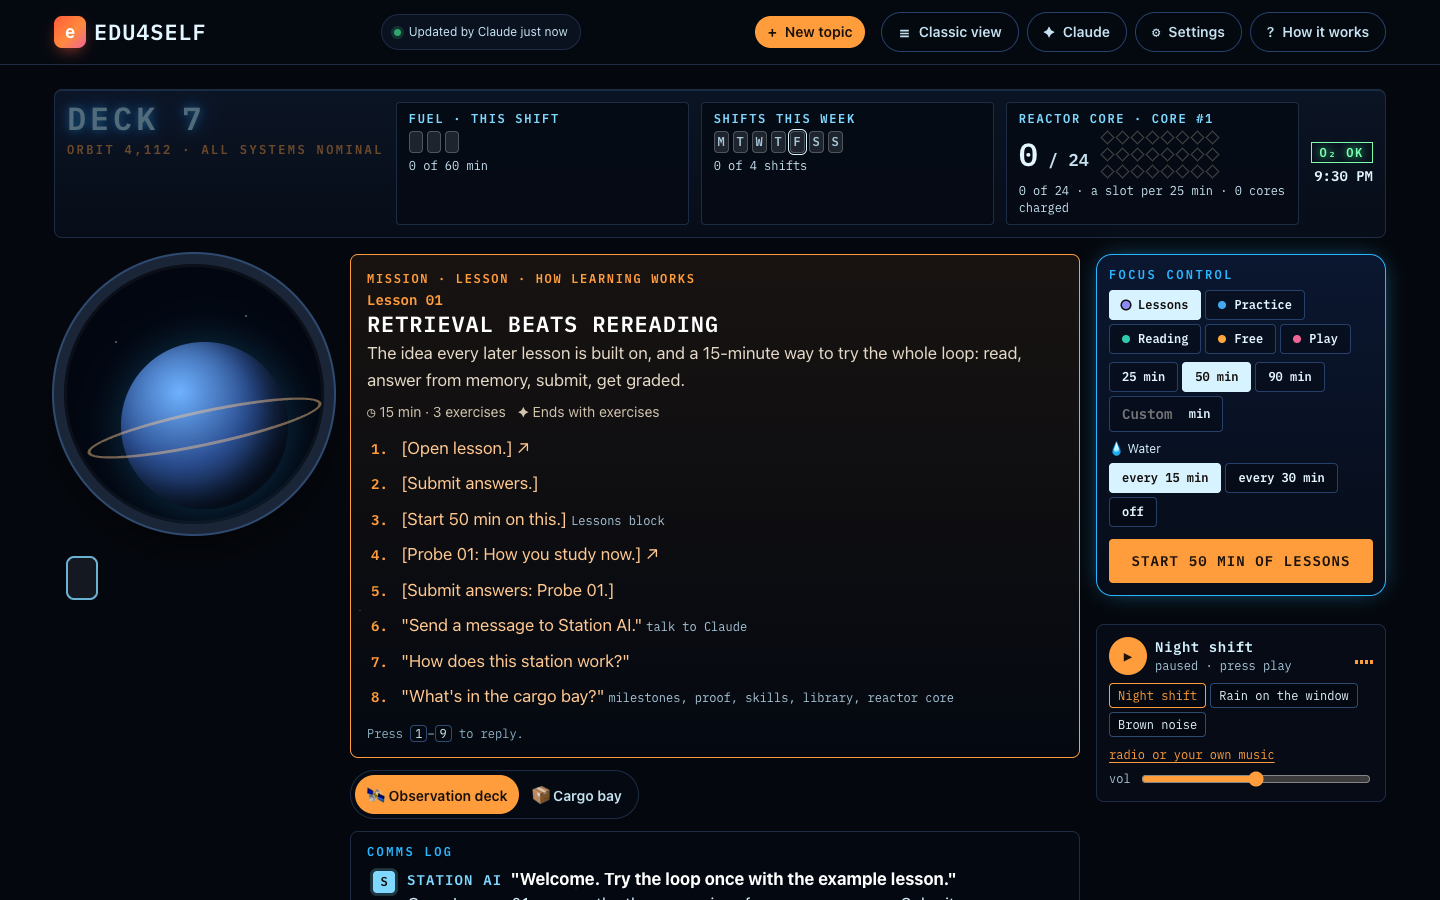 e EDU4SELF
Updated by Claude just now
+ New topic
≡ Classic view
✦ Claude
⚙ Settings
? How it works
DECK 7
ORBIT 4,112 · ALL SYSTEMS NOMINAL
FUEL · THIS SHIFT
0 of 60 min
SHIFTS THIS WEEK
M T W T F S S
0 of 4 shifts
REACTOR CORE · CORE #1
0 / 24
0 of 24 · a slot per 25 min · 0 cores
charged
O₂ OK
9:30 PM
MISSION · LESSON · HOW LEARNING WORKS
Lesson 01
RETRIEVAL BEATS REREADING
The idea every later lesson is built on, and a 15-minute way to try the whole loop: read,
answer from memory, submit, get graded.
15 min · 3 exercises ✦ Ends with exercises
1. [Open lesson.] ↗
2. [Submit answers.]
3. [Start 50 min on this.] Lessons block
4. [Probe 01: How you study now.] ↗
5. [Submit answers: Probe 01.]
6. "Send a message to Station AI." talk to Claude
7. "How does this station work?"
8. "What's in the cargo bay?" milestones, proof, skills, library, reactor core
Press 1–9 to reply.
Observation deck
Cargo bay
COMMS LOG
S STATION AI "Welcome. Try the loop once with the example lesson."
FOCUS CONTROL
Lessons
Practice
Reading
Free
Play
25 min
50 min
90 min
Custom min
Water
every 15 min
every 30 min
off
START 50 MIN OF LESSONS
Night shift
paused · press play
Night shift
Rain on the window
Brown noise
radio or your own music
vol